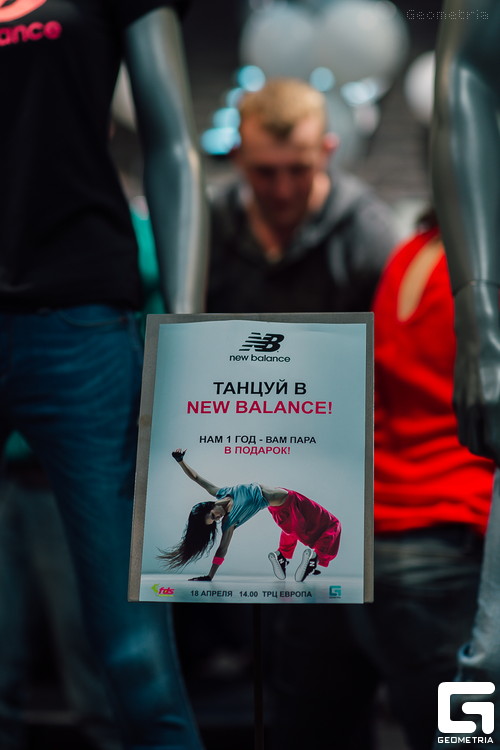 Geometria
ance
new balance
ТАНЦУЙ В
NEW BALANCE!
НАМ 1 ГОД - ВАМ ПАРА
В ПОДАРОК!
18 АПРЕЛЯ 14.00 ТРЦ ЕВРОПА
GEOMETRIA